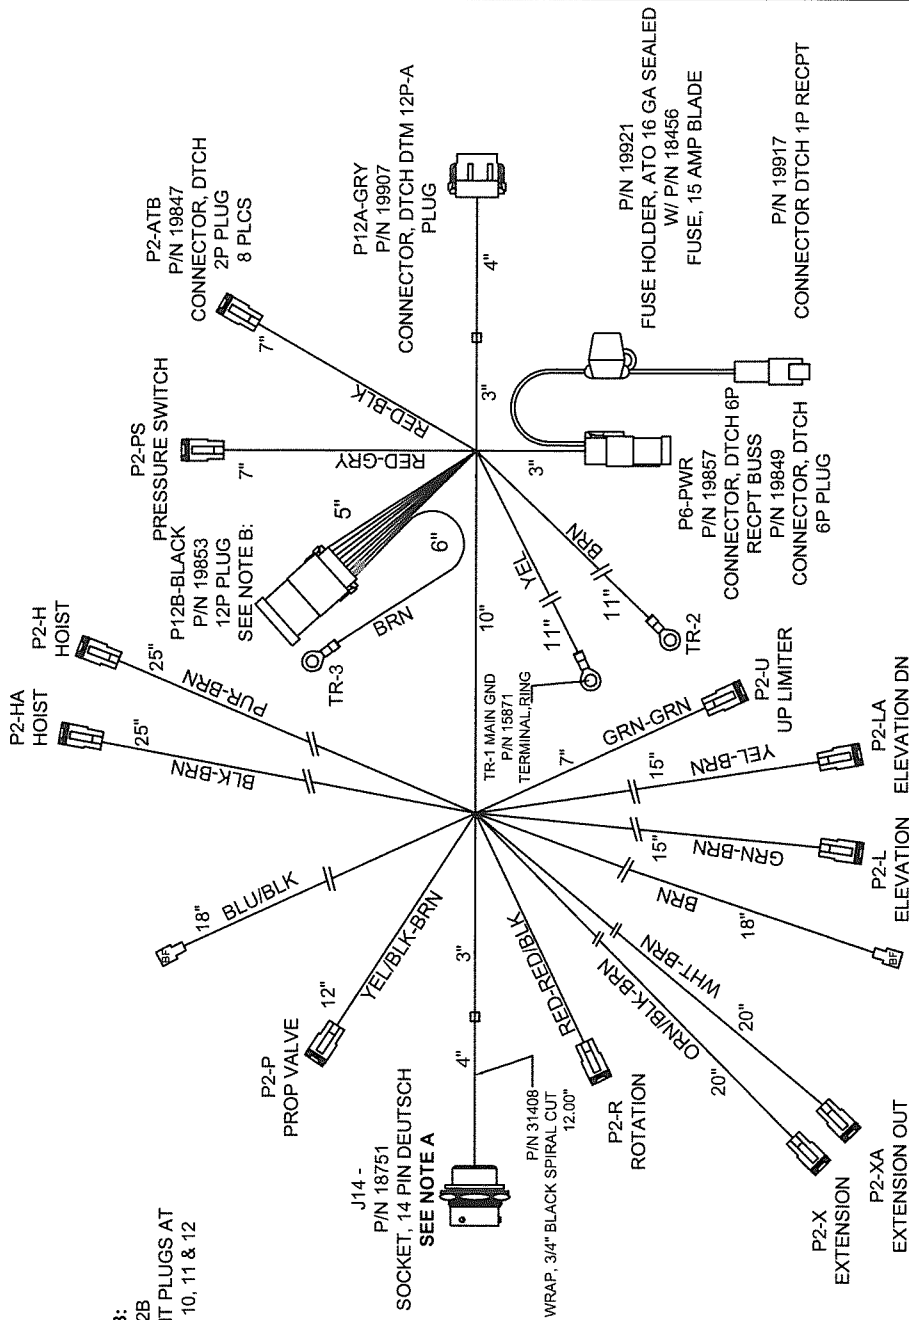 B:
2B
IT PLUGS AT
10, 11 & 12
P2-HA
HOIST
25"
BLK-BRN
P2-H
HOIST
25"
PUR-BRN
P12B-BLACK
P/N 19853
12P PLUG
SEE NOTE B:
5"
P2-PS
PRESSURE SWITCH
7"
RED-GRY
P2-ATB
P/N 19847
CONNECTOR, DTCH
2P PLUG
8 PLCS
7"
RED-BLK
P12A-GRY
P/N 19907
CONNECTOR, DTCH DTM 12P-A
PLUG
4"
3"
BF
18"
BLU/BLK
P2-P
PROP VALVE
12"
YEL/BLK-BRN
TR-3
BRN
6"
J14 -
P/N 18751
SOCKET, 14 PIN DEUTSCH
SEE NOTE A
4"
3"
10"
P/N 31408
WRAP, 3/4" BLACK SPIRAL CUT
12.00"
P2-R
ROTATION
RED-RED/BLK
TR-1 MAIN GND
P/N 15871
TERMINAL, RING
11"
YEL
TR-2
11"
BRN
3"
P6-PWR
P/N 19857
CONNECTOR, DTCH 6P
RECPT BUSS
P/N 19849
CONNECTOR, DTCH
6P PLUG
P/N 19921
FUSE HOLDER, ATO 16 GA SEALED
W/ P/N 18456
FUSE, 15 AMP BLADE
P/N 19917
CONNECTOR DTCH 1P RECPT
P2-X
EXTENSION
20"
ORN/BLK-BRN
P2-XA
EXTENSION OUT
20"
WHT-BRN
BF
18"
BRN
P2-L
ELEVATION
15"
GRN-BRN
P2-LA
ELEVATION DN
15"
YEL-BRN
P2-U
UP LIMITER
7"
GRN-GRN